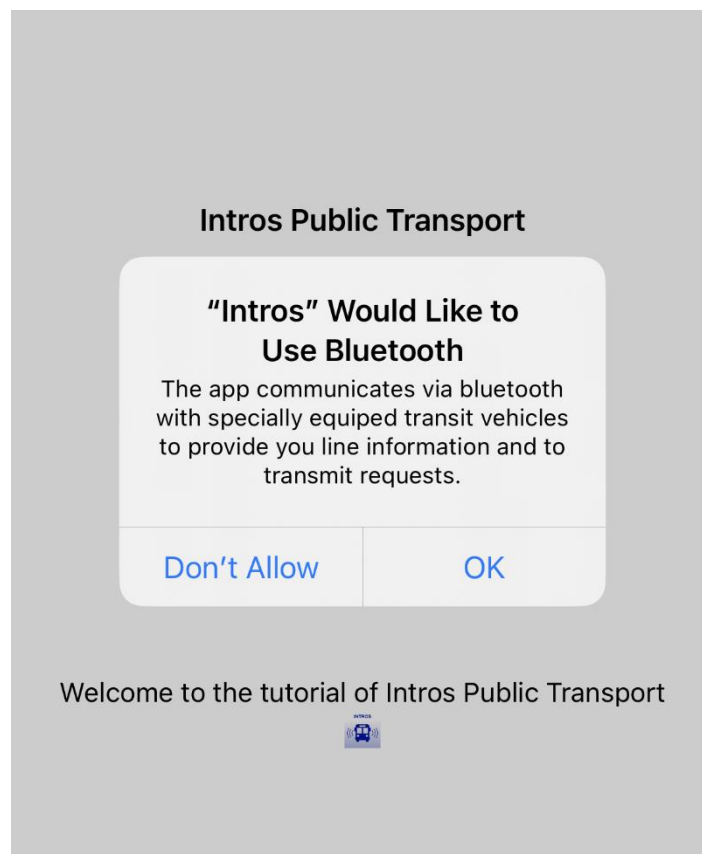 Intros Public Transport
“Intros” Would Like to
Use Bluetooth
The app communicates via bluetooth
with specially equiped transit vehicles
to provide you line information and to
transmit requests.
Don’t Allow
OK
Welcome to the tutorial of Intros Public Transport
INTROS